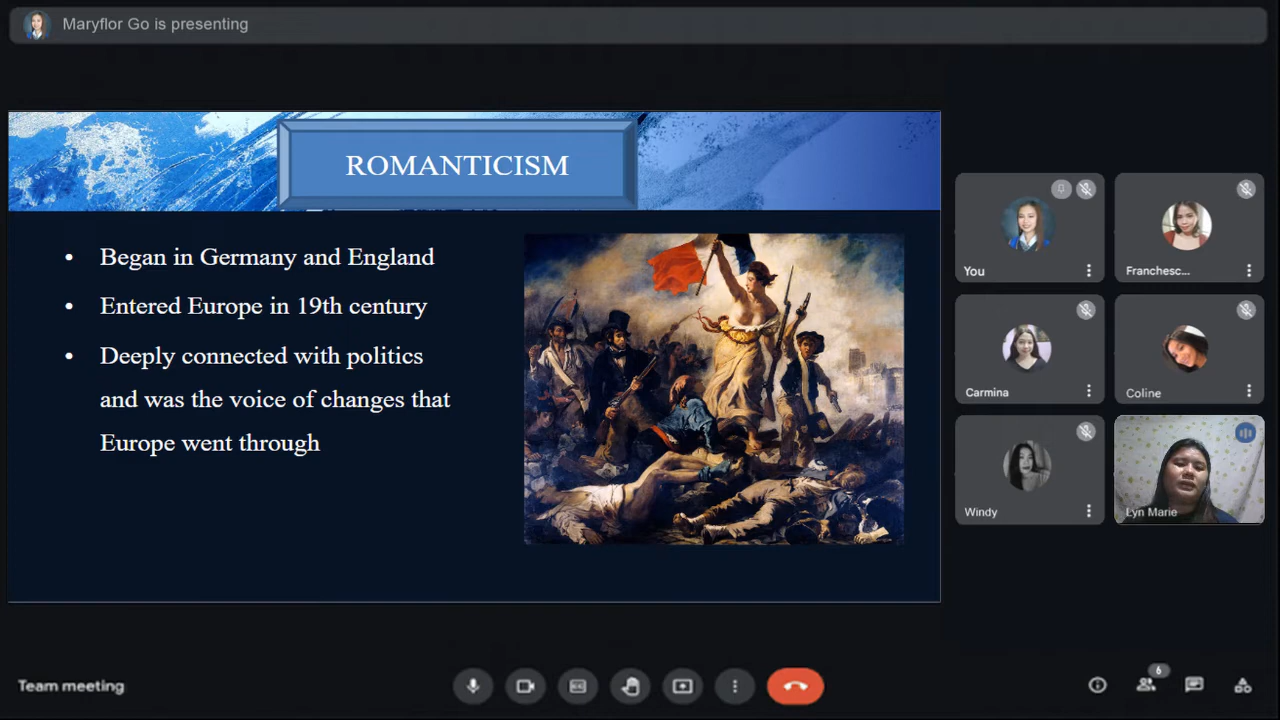 Maryflor Go is presenting
ROMANTICISM
• Began in Germany and England
• Entered Europe in 19th century
• Deeply connected with politics
and was the voice of changes that
Europe went through
You
Franchesc...
Carmina
Coline
Windy
Lyn Marie
Team meeting
6